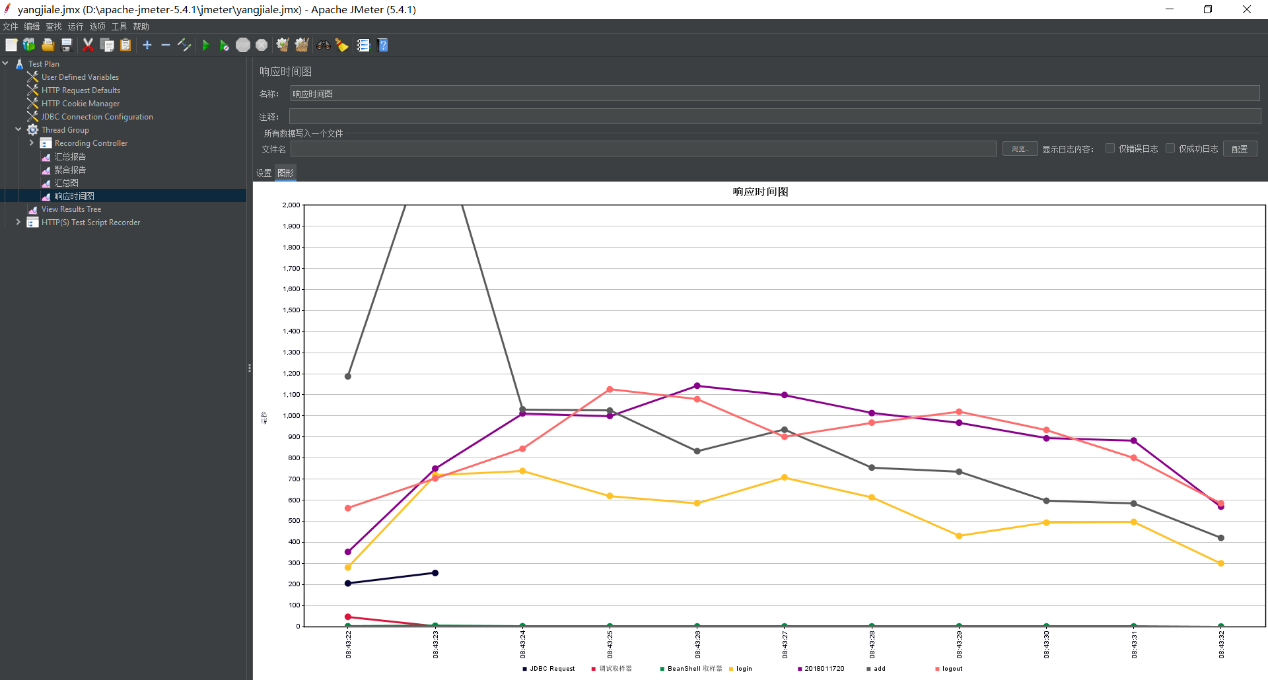 yangjiale.jmx (D:\apache-jmeter-5.4.1\jmeter\yangjiale.jmx) - Apache JMeter (5.4.1)
文件 编辑 查找 运行 选项 工具 帮助
Test Plan
User Defined Variables
HTTP Request Defaults
HTTP Cookie Manager
JDBC Connection Configuration
Thread Group
Recording Controller
汇总报告
聚合报告
汇总图
响应时间图
View Results Tree
HTTP(S) Test Script Recorder
响应时间图
名称： 响应时间图
注释：
所有数据写入一个文件
文件名 浏览... 显示日志内容： 仅错误日志 仅成功日志 配置
设置 图形
响应时间图
2,000
1,900
1,800
1,700
1,600
1,500
1,400
1,300
1,200
1,100
1,000
900
800
700
600
500
400
300
200
100
0
毫秒
08:43:22 08:43:23 08:43:24 08:43:25 08:43:26 08:43:27 08:43:28 08:43:29 08:43:30 08:43:31 08:43:32
JDBC Request 调试取样器 BeanShell 取样器 login 2018011720 add logout